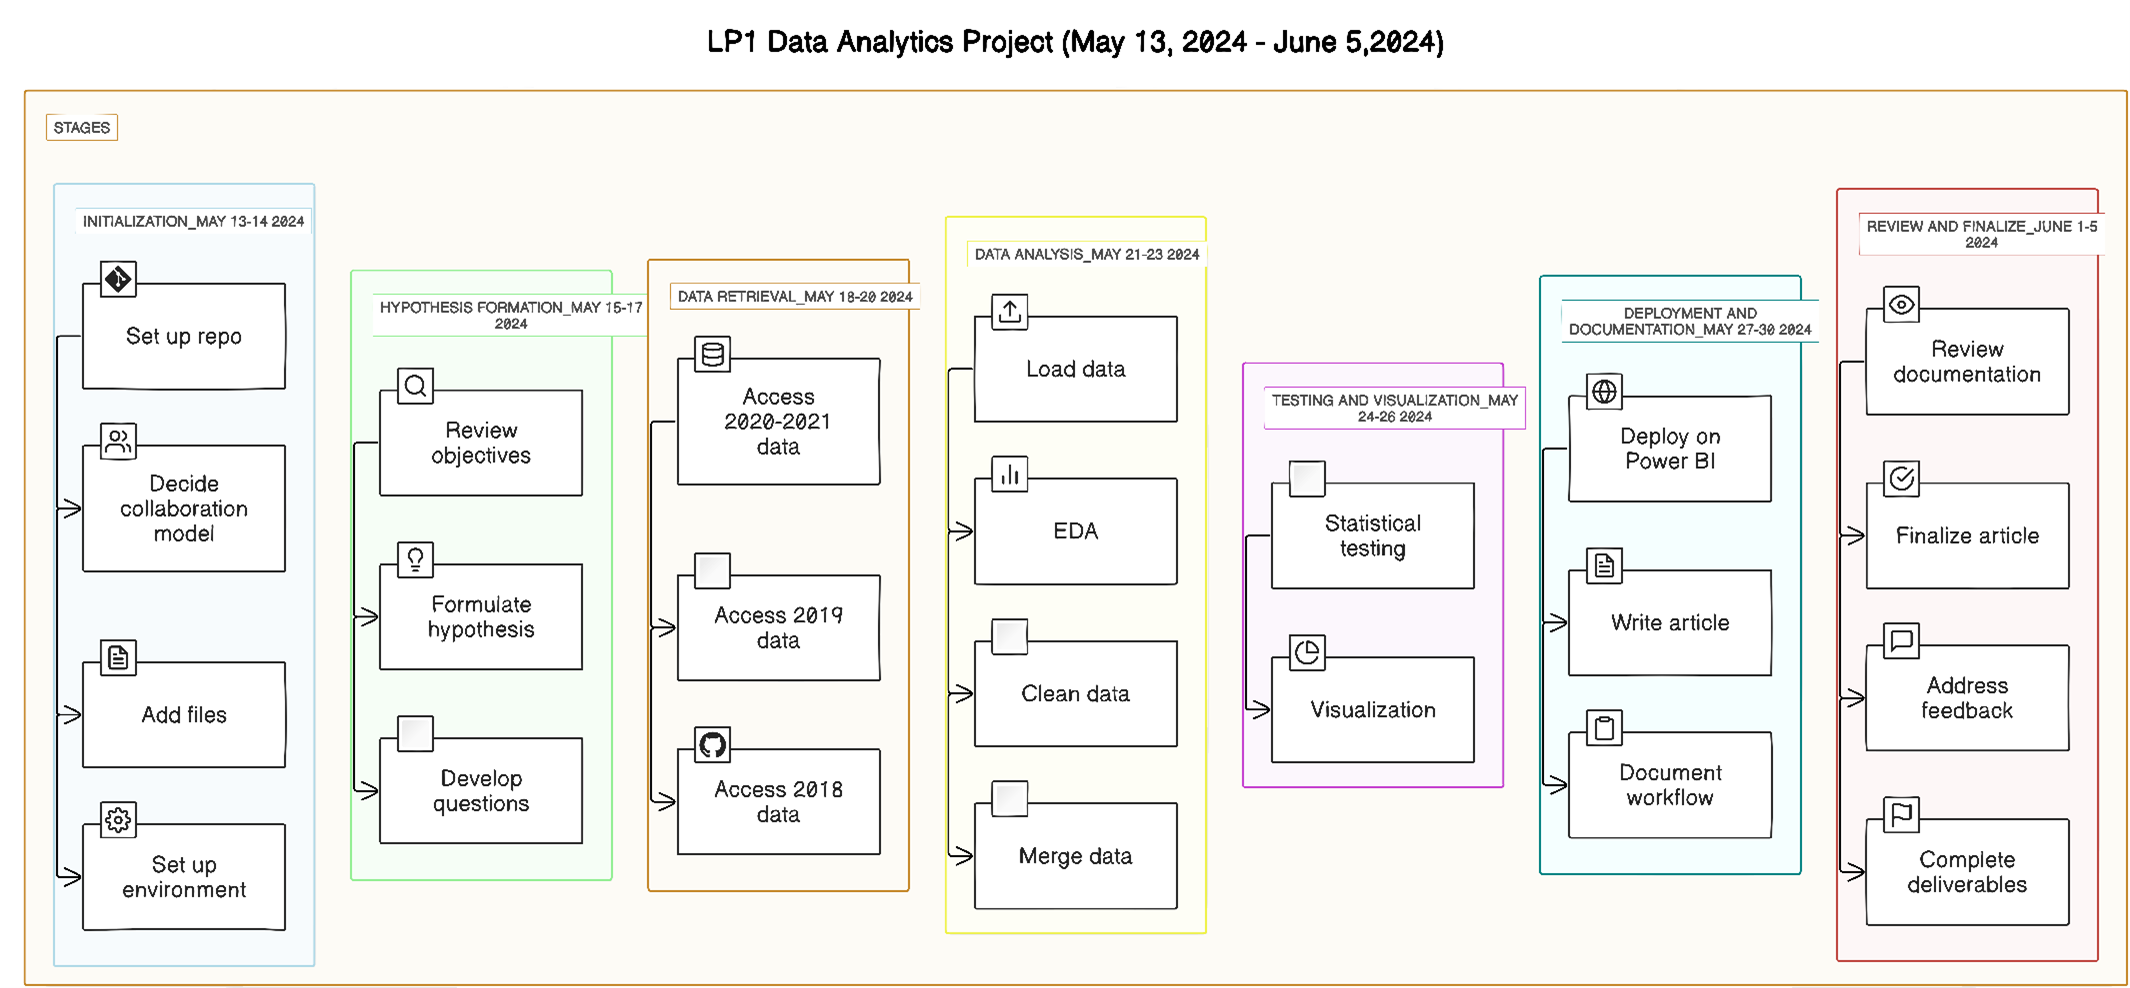 LP1 Data Analytics Project (May 13, 2024 - June 5,2024)
STAGES
INITIALIZATION_MAY 13-14 2024
Set up repo
Decide
collaboration
model
Add files
Set up
environment
HYPOTHESIS FORMATION_MAY 15-17
2024
Review
objectives
Formulate
hypothesis
Develop
questions
DATA RETRIEVAL_MAY 18-20 2024
Access
2020-2021
data
Access 2019
data
Access 2018
data
DATA ANALYSIS_MAY 21-23 2024
Load data
EDA
Clean data
Merge data
TESTING AND VISUALIZATION_MAY
24-26 2024
Statistical
testing
Visualization
DEPLOYMENT AND
DOCUMENTATION_MAY 27-30 2024
Deploy on
Power BI
Write article
Document
workflow
REVIEW AND FINALIZE_JUNE 1-5
2024
Review
documentation
Finalize article
Address
feedback
Complete
deliverables